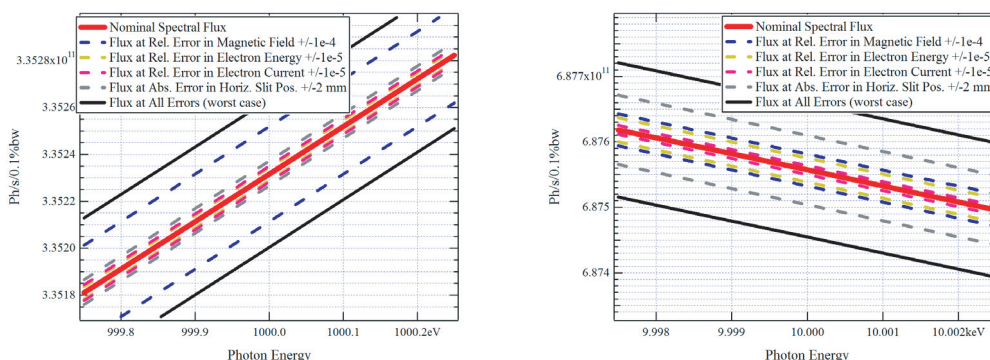 Nominal Spectral Flux
Flux at Rel. Error in Magnetic Field +/-1e-4
Flux at Rel. Error in Electron Energy +/-1e-5
Flux at Rel. Error in Electron Current +/-1e-5
Flux at Abs. Error in Horiz. Slit Pos. +/-2 mm
Flux at All Errors (worst case)
Ph/s/0.1%bw
3.3528x10¹¹
3.3526
3.3524
3.3522
3.3520
3.3518
999.8
999.9
1000.0
1000.1
1000.2eV
Photon Energy
Nominal Spectral Flux
Flux at Rel. Error in Magnetic Field +/-1e-4
Flux at Rel. Error in Electron Energy +/-1e-5
Flux at Rel. Error in Electron Current +/-1e-5
Flux at Abs. Error in Horiz. Slit Pos. +/-2 mm
Flux at All Errors (worst case)
Ph/s/0.1%bw
6.877x10¹¹
6.876
6.875
6.874
9.998
9.999
10.000
10.001
10.002keV
Photon Energy